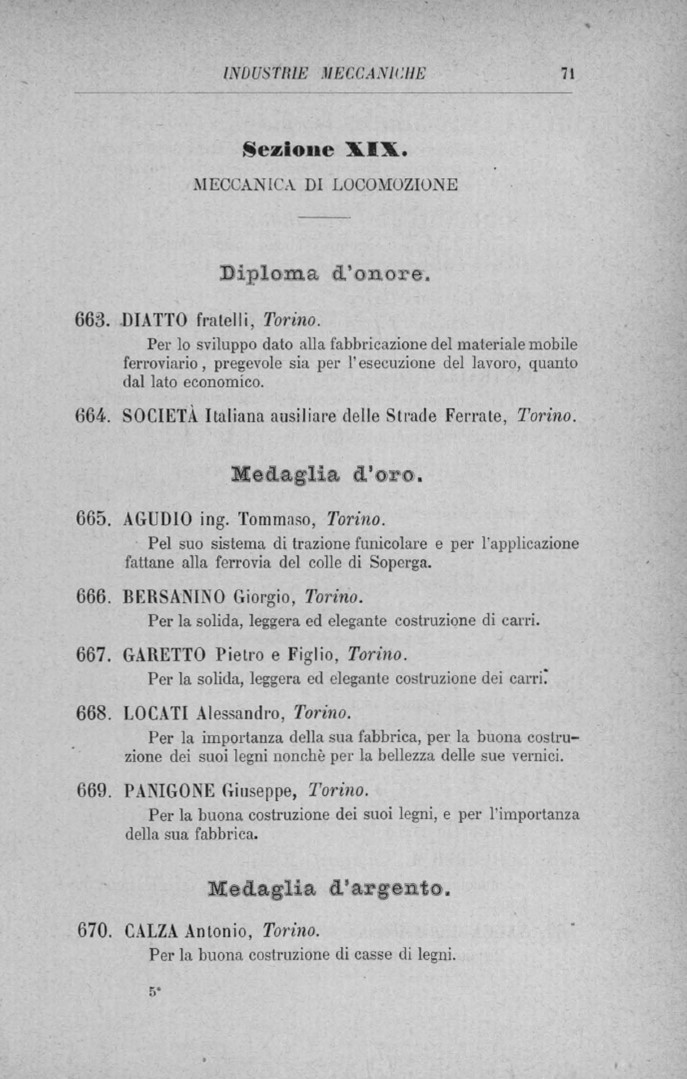 INDUSTRIE MECCANICHE 71
Sezione XIX.
MECCANICA DI LOCOMOZIONE
Diploma d'onore.
663. DIATTO fratelli, Torino.
Per lo sviluppo dato alla fabbricazione del materiale mobile
ferroviario, pregevole sia per l'esecuzione del lavoro, quanto
dal lato economico.
664. SOCIETÀ Italiana ausiliare delle Strade Ferrate, Torino.
Medaglia d'oro.
665. AGUDIO ing. Tommaso, Torino.
Pel suo sistema di trazione funicolare e per l'applicazione
fattane alla ferrovia del colle di Soperga.
666. BERSANINO Giorgio, Torino.
Per la solida, leggera ed elegante costruzione di carri.
667. GARETTO Pietro e Figlio, Torino.
Per la solida, leggera ed elegante costruzione dei carri.
668. LOCATI Alessandro, Torino.
Per la importanza della sua fabbrica, per la buona costru-
zione dei suoi legni nonchè per la bellezza delle sue vernici.
669. PANIGONE Giuseppe, Torino.
Per la buona costruzione dei suoi legni, e per l'importanza
della sua fabbrica.
Medaglia d'argento.
670. CALZA Antonio, Torino.
Per la buona costruzione di casse di legni.
5*